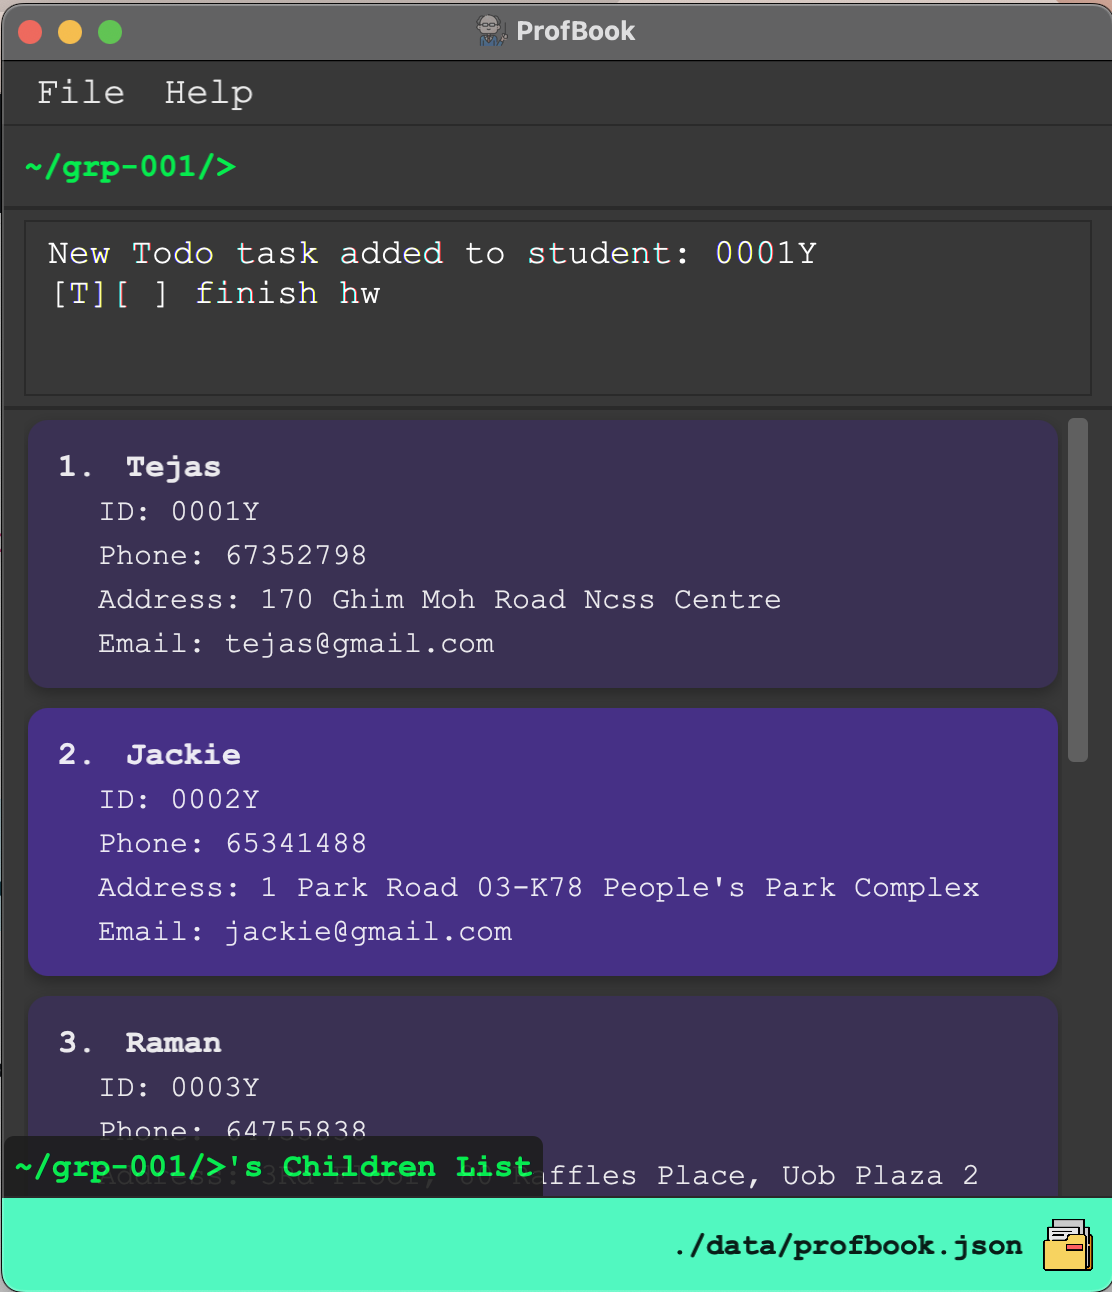 ProfBook
File Help
~/grp-001/>
New Todo task added to student: 0001Y
[T][ ] finish hw
1. Tejas
ID: 0001Y
Phone: 67352798
Address: 170 Ghim Moh Road Ncss Centre
Email: tejas@gmail.com
2. Jackie
ID: 0002Y
Phone: 65341488
Address: 1 Park Road 03-K78 People's Park Complex
Email: jackie@gmail.com
3. Raman
ID: 0003Y
Phone: 64755838
Address: 3Rd Floor, Raffles Place, Uob Plaza 2
~/grp-001/>'s Children List
./data/profbook.json